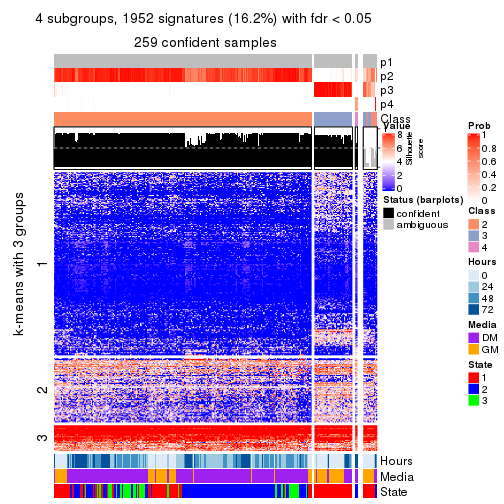 4 subgroups, 1952 signatures (16.2%) with fdr < 0.05
259 confident samples
p1
p2
p3
p4
Class
Silhouette
score
k-means with 3 groups
1
2
3
Hours
Media
State
Value
8
6
4
2
0
Status (barplots)
confident
ambiguous
Prob
1
0.8
0.6
0.4
0.2
0
Class
2
3
4
Hours
0
24
48
72
Media
DM
GM
State
1
2
3